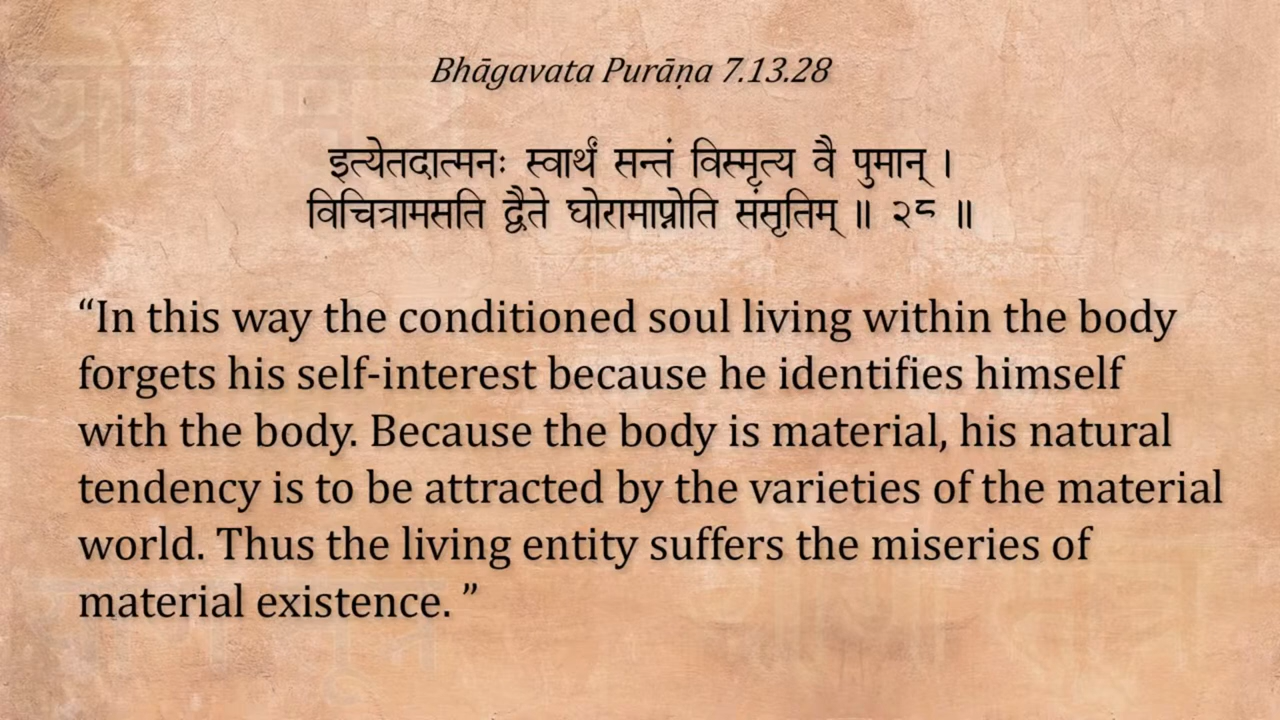 Bhāgavata Purāṇa 7.13.28
इत्येतदात्मनः स्वार्थं सन्तं विस्मृत्य वै पुमान् ।
विचित्रामसति द्वैते घोरामाप्नोति संसृतिम् ॥ २८ ॥
“In this way the conditioned soul living within the body
forgets his self-interest because he identifies himself
with the body. Because the body is material, his natural
tendency is to be attracted by the varieties of the material
world. Thus the living entity suffers the miseries of
material existence. ”